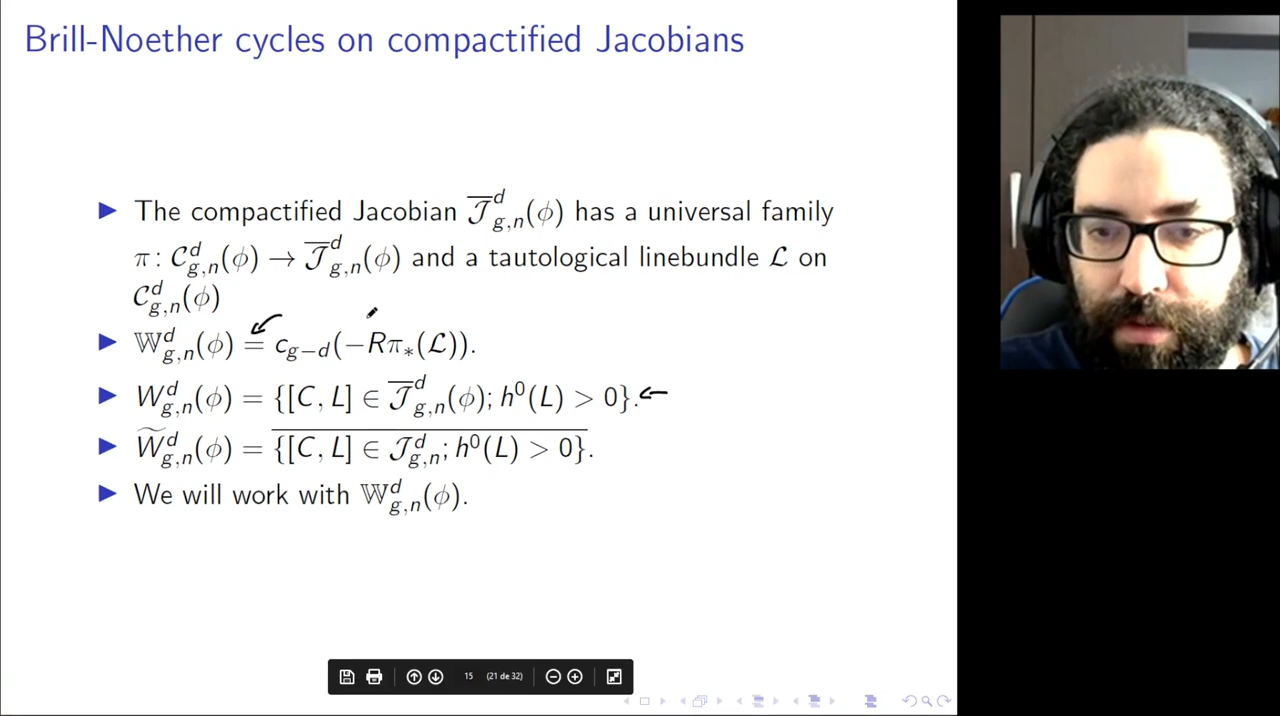 Brill-Noether cycles on compactified Jacobians
▶ The compactified Jacobian $\overline{\mathcal{J}}^d_{g,n}(\phi)$ has a universal family
$\pi\colon \mathcal{C}^d_{g,n}(\phi) \to \overline{\mathcal{J}}^d_{g,n}(\phi)$ and a tautological linebundle $\mathcal{L}$ on
$\mathcal{C}^d_{g,n}(\phi)$
▶ $\mathbb{W}^d_{g,n}(\phi) = c_{g-d}(-R\pi_*(\mathcal{L}))$.
▶ $W^d_{g,n}(\phi) = \{[C, L] \in \overline{\mathcal{J}}^d_{g,n}(\phi); h^0(L) > 0\}$.
▶ $\widetilde{W}^d_{g,n}(\phi) = \overline{\{[C, L] \in \mathcal{J}^d_{g,n}; h^0(L) > 0\}}$.
▶ We will work with $\mathbb{W}^d_{g,n}(\phi)$.
15 (21 de 32)